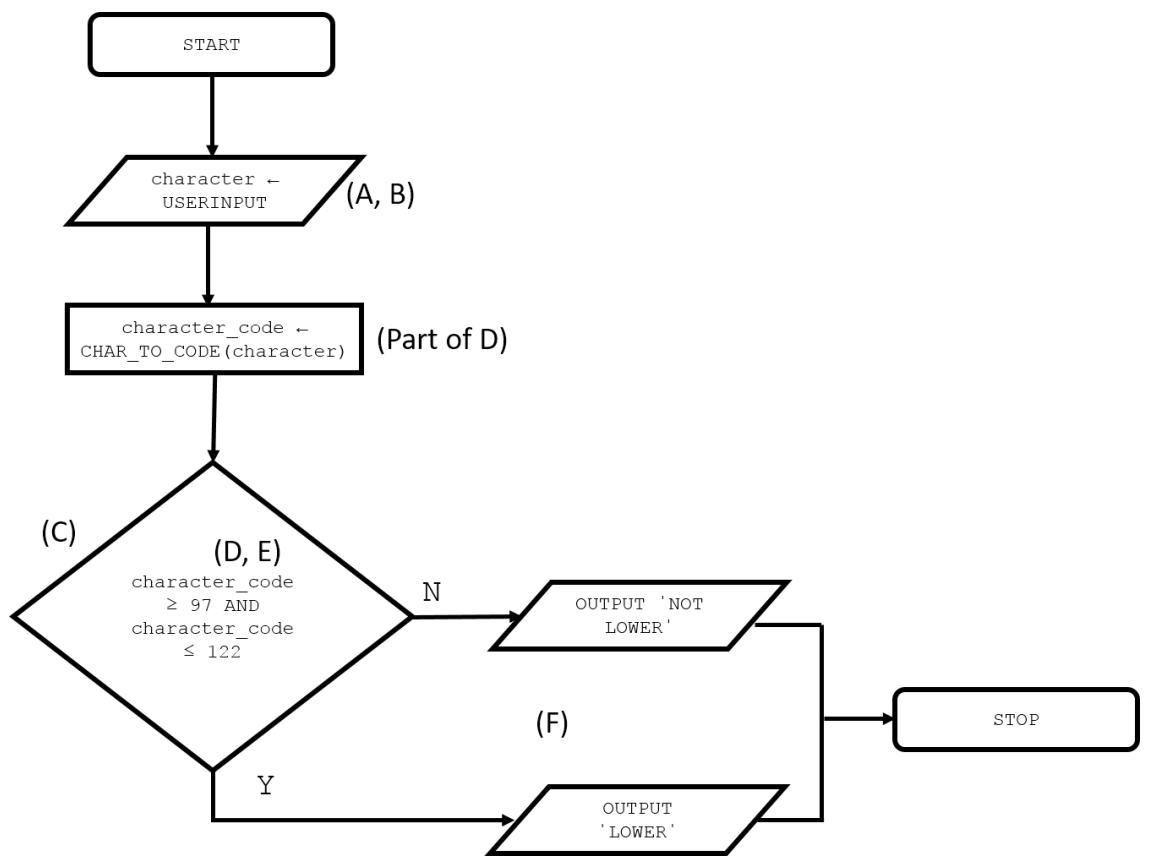 START
character ←
USERINPUT
(A, B)
character_code ←
CHAR_TO_CODE(character)
(Part of D)
(C)
(D, E)
character_code
≥ 97 AND
character_code
≤ 122
N
OUTPUT 'NOT
LOWER'
(F)
STOP
Y
OUTPUT
'LOWER'